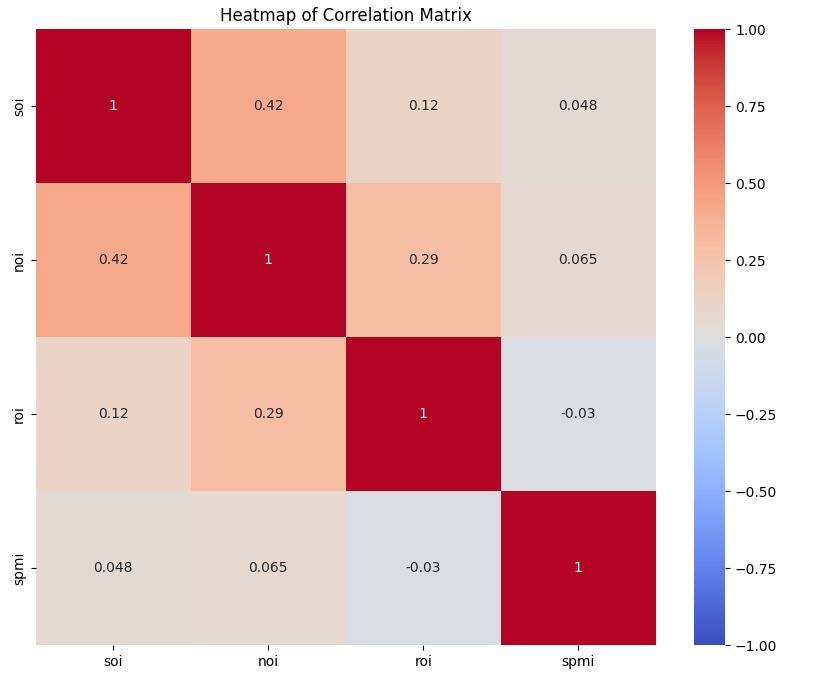 Heatmap of Correlation Matrix
soi 1 0.42 0.12 0.048
noi 0.42 1 0.29 0.065
roi 0.12 0.29 1 -0.03
spmi 0.048 0.065 -0.03 1
soi noi roi spmi
1.00
0.75
0.50
0.25
0.00
−0.25
−0.50
−0.75
−1.00